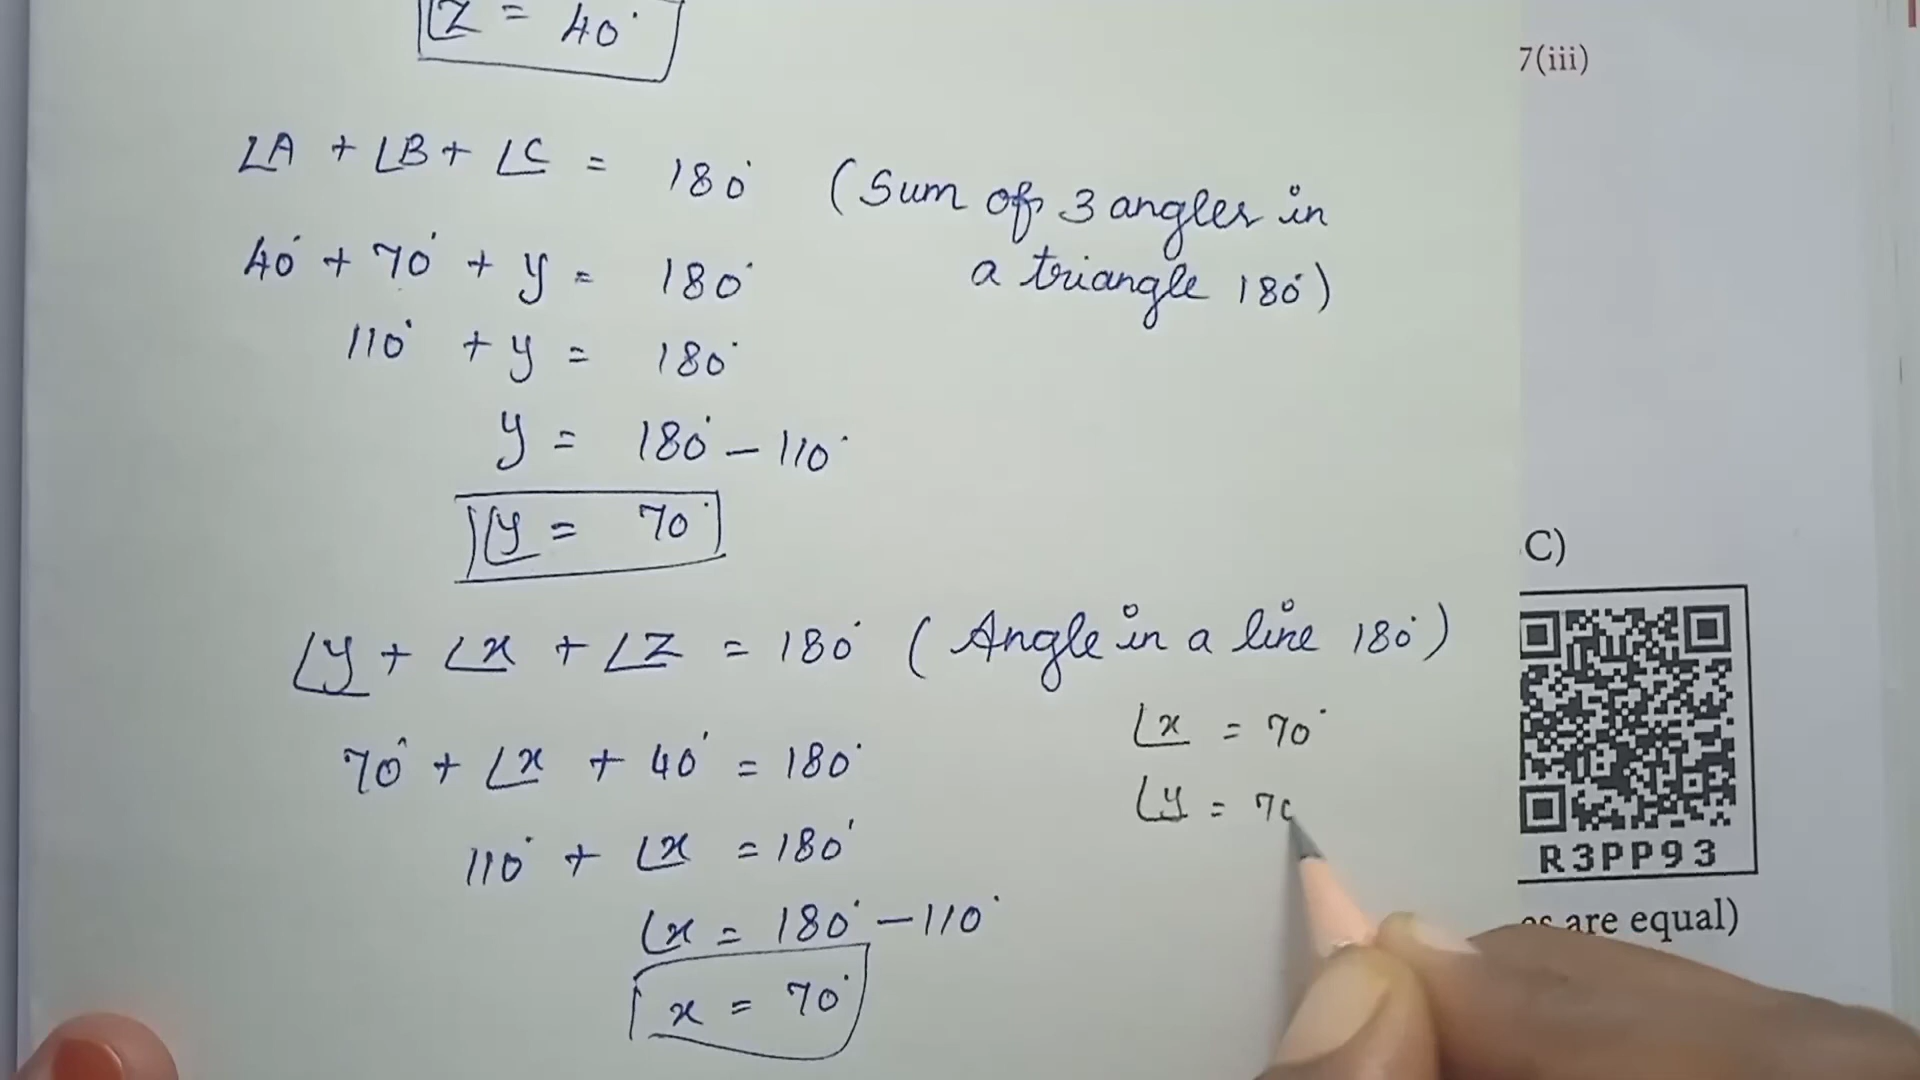 ∠Z = 40°
∠A + ∠B + ∠C = 180° (Sum of 3 angles in a triangle 180°)
40° + 70° + y = 180°
110° + y = 180°
y = 180° - 110°
∠y = 70°
∠y + ∠x + ∠Z = 180° (Angle in a line 180°)
70° + ∠x + 40° = 180°
110° + ∠x = 180°
∠x = 180° - 110°
x = 70°
∠x = 70°
∠y = 70
7(iii)
C)
R3PP93
are equal)